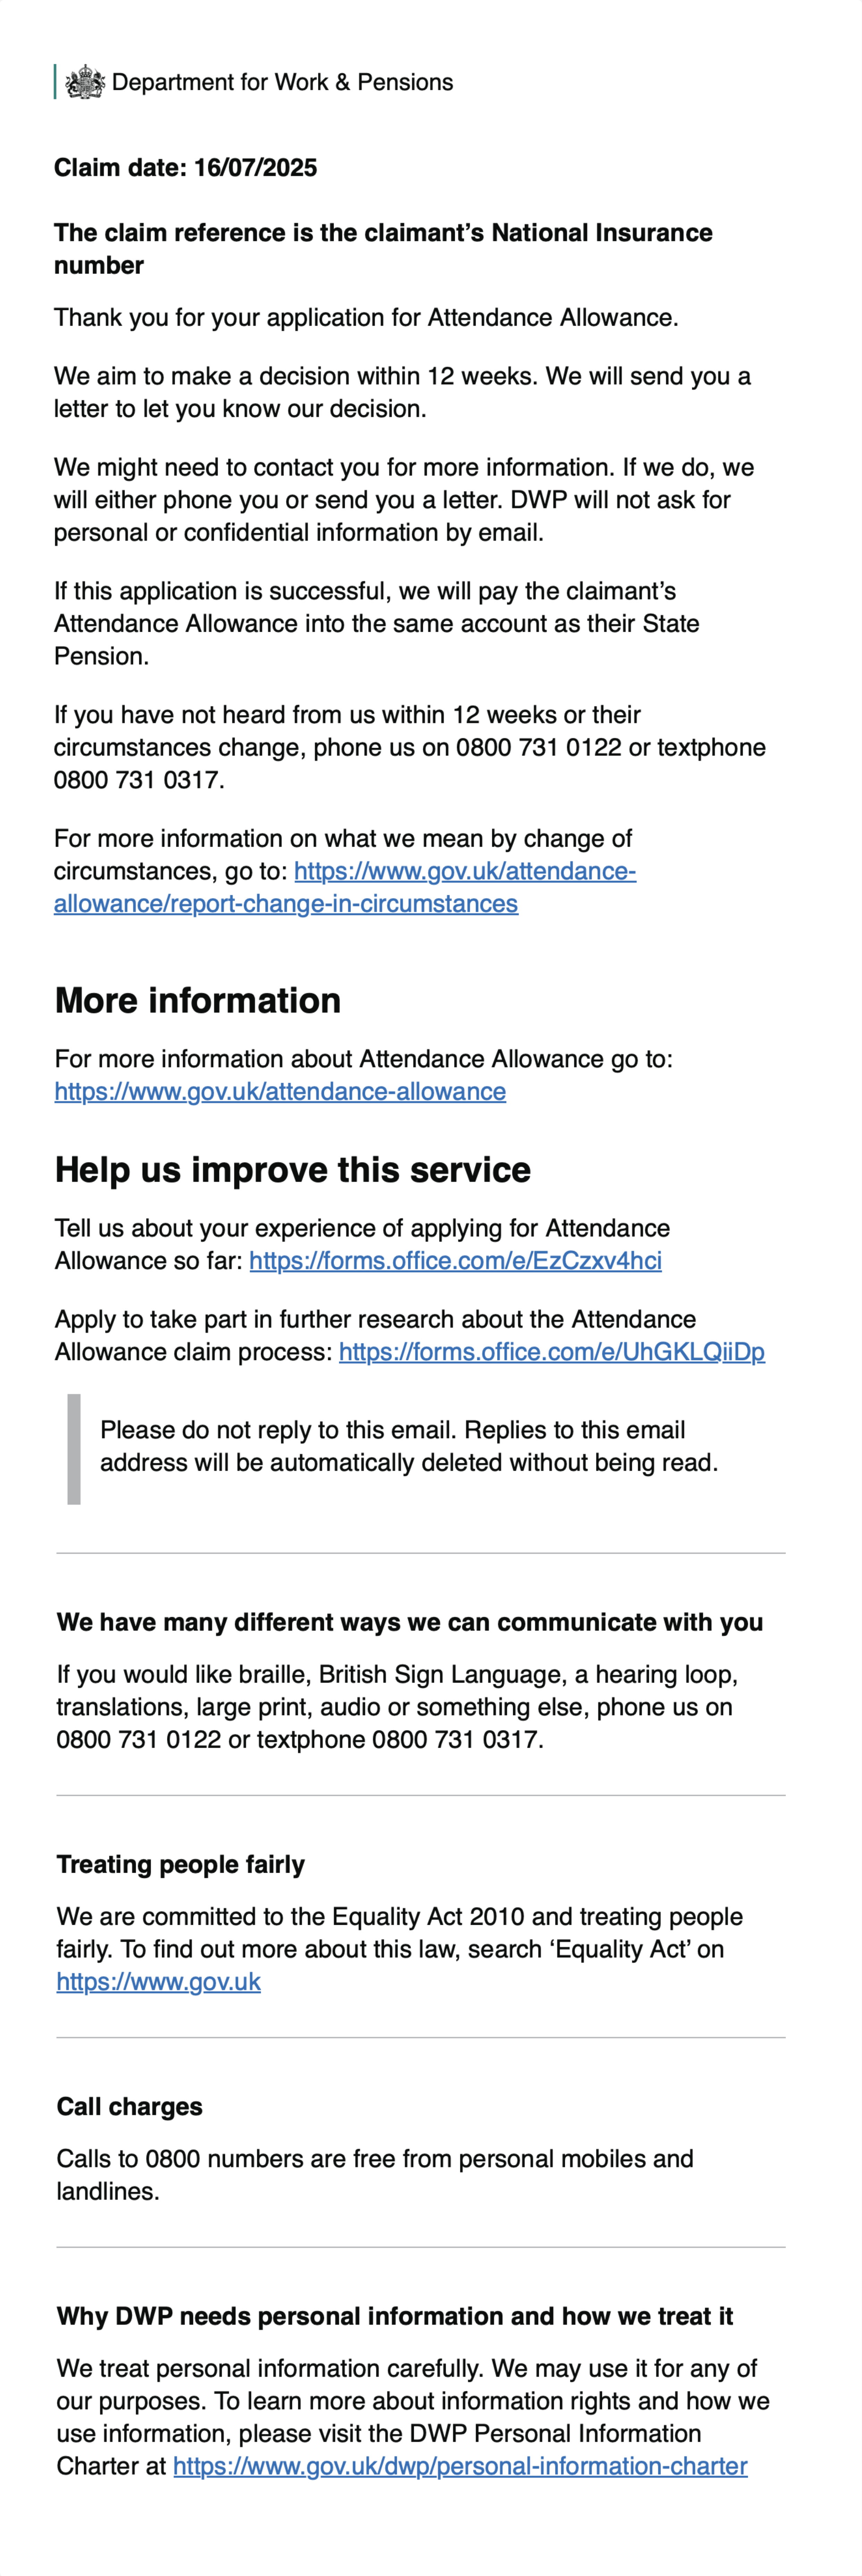 Department for Work & Pensions
Claim date: 16/07/2025
The claim reference is the claimant’s National Insurance
number
Thank you for your application for Attendance Allowance.
We aim to make a decision within 12 weeks. We will send you a
letter to let you know our decision.
We might need to contact you for more information. If we do, we
will either phone you or send you a letter. DWP will not ask for
personal or confidential information by email.
If this application is successful, we will pay the claimant’s
Attendance Allowance into the same account as their State
Pension.
If you have not heard from us within 12 weeks or their
circumstances change, phone us on 0800 731 0122 or textphone
0800 731 0317.
For more information on what we mean by change of
circumstances, go to: https://www.gov.uk/attendance-
allowance/report-change-in-circumstances
More information
For more information about Attendance Allowance go to:
https://www.gov.uk/attendance-allowance
Help us improve this service
Tell us about your experience of applying for Attendance
Allowance so far: https://forms.office.com/e/EzCzxv4hci
Apply to take part in further research about the Attendance
Allowance claim process: https://forms.office.com/e/UhGKLQiiDp
Please do not reply to this email. Replies to this email
address will be automatically deleted without being read.
We have many different ways we can communicate with you
If you would like braille, British Sign Language, a hearing loop,
translations, large print, audio or something else, phone us on
0800 731 0122 or textphone 0800 731 0317.
Treating people fairly
We are committed to the Equality Act 2010 and treating people
fairly. To find out more about this law, search ‘Equality Act’ on
https://www.gov.uk
Call charges
Calls to 0800 numbers are free from personal mobiles and
landlines.
Why DWP needs personal information and how we treat it
We treat personal information carefully. We may use it for any of
our purposes. To learn more about information rights and how we
use information, please visit the DWP Personal Information
Charter at https://www.gov.uk/dwp/personal-information-charter